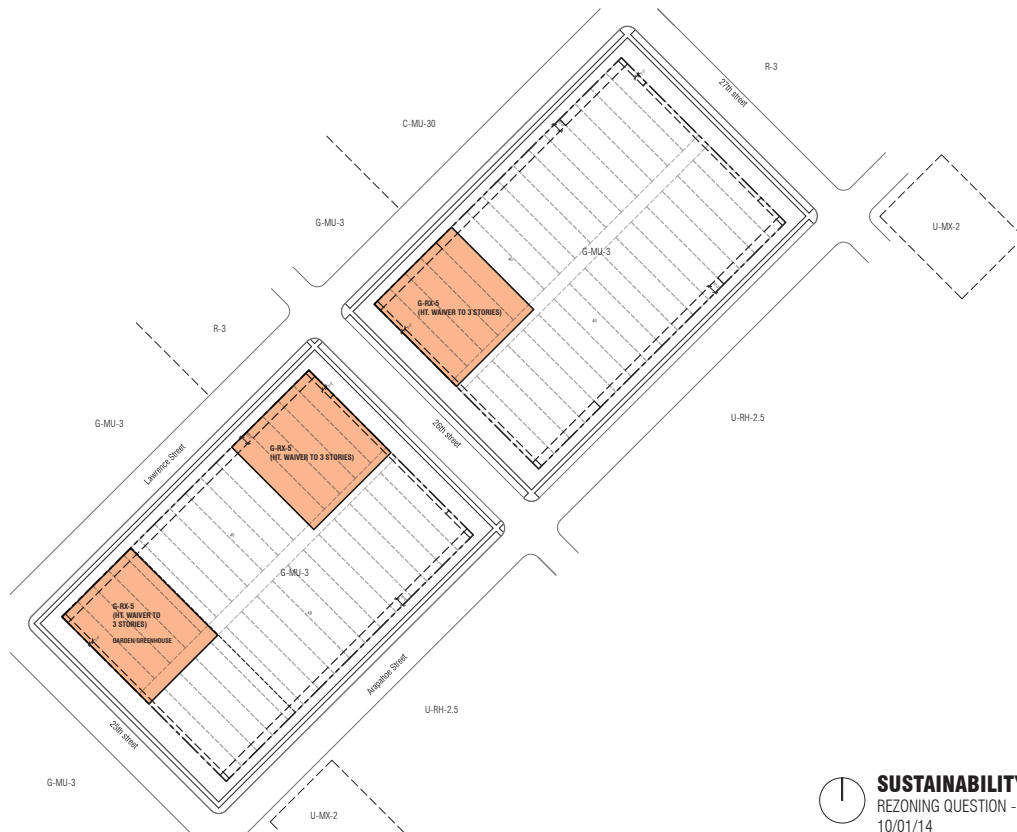 R-3
27th street
C-MU-30
U-MX-2
G-MU-3
G-MU-3
G-RX-5
(HT. WAIVER TO 3 STORIES)
R-3
U-RH-2.5
G-MU-3
26th street
Lawrence Street
G-RX-5
(HT. WAIVER TO 3 STORIES)
G-MU-3
G-RX-5
(HT. WAIVER TO
3 STORIES)
GARDEN/GREENHOUSE
Arapahoe Street
U-RH-2.5
25th street
G-MU-3
U-MX-2
SUSTAINABILITY
REZONING QUESTION -
10/01/14